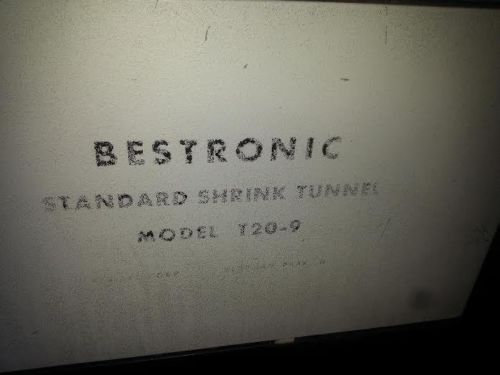 BESTRONIC
STANDARD SHRINK TUNNEL
MODEL T20-9